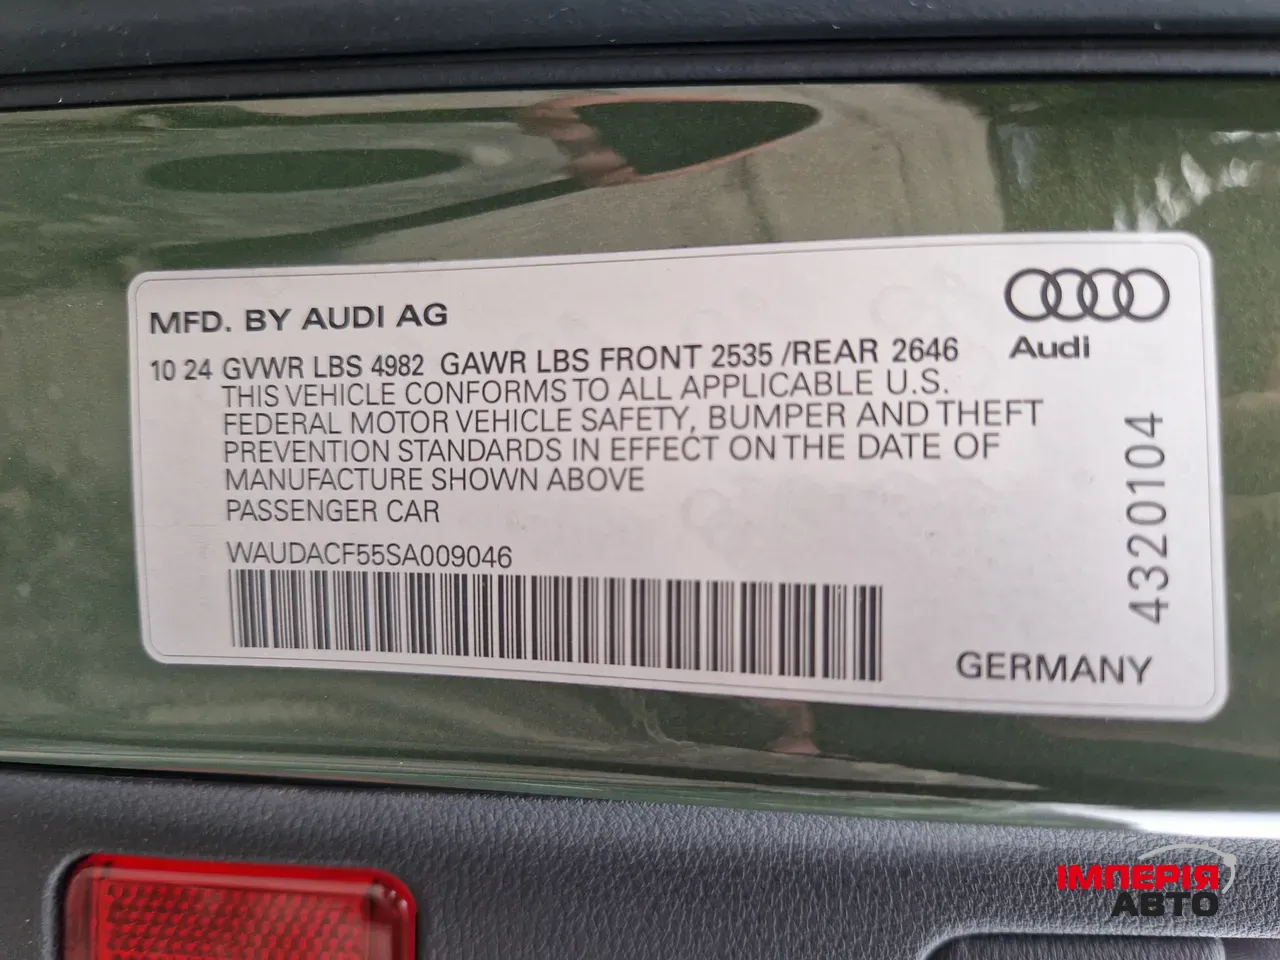 MFD. BY AUDI AG
Audi
10 24 GVWR LBS 4982 GAWR LBS FRONT 2535 /REAR 2646
THIS VEHICLE CONFORMS TO ALL APPLICABLE U.S.
FEDERAL MOTOR VEHICLE SAFETY, BUMPER AND THEFT
PREVENTION STANDARDS IN EFFECT ON THE DATE OF
MANUFACTURE SHOWN ABOVE
PASSENGER CAR
WAUDACF55SA009046
4320104
GERMANY
ІМПЕРІЯ
АВТО